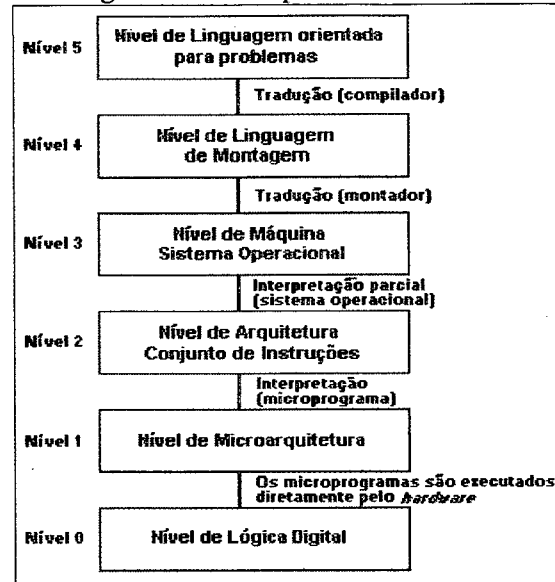 Nível 5
Nível de Linguagem orientada
para problemas
Tradução (compilador)
Nível 4
Nível de Linguagem
de Montagem
Tradução (montador)
Nível 3
Nível de Máquina
Sistema Operacional
Interpretação parcial
(sistema operacional)
Nível 2
Nível de Arquitetura
Conjunto de Instruções
Interpretação
(microprograma)
Nível 1
Nível de Microarquitetura
Os microprogramas são executados
diretamente pelo hardware
Nível 0
Nível de Lógica Digital